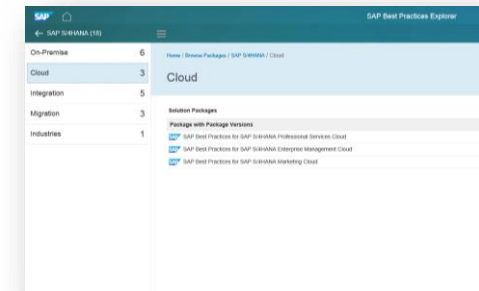 SAP
SAP Best Practices Explorer
← SAP S/4HANA (18)
On-Premise 6
Cloud 3
Integration 5
Migration 3
Industries 1
Home / Browse Packages / SAP S/4HANA / Cloud
Cloud
Solution Packages
Package with Package Versions
SAP SAP Best Practices for SAP S/4HANA Professional Services Cloud
SAP SAP Best Practices for SAP S/4HANA Enterprise Management Cloud
SAP SAP Best Practices for SAP S/4HANA Marketing Cloud